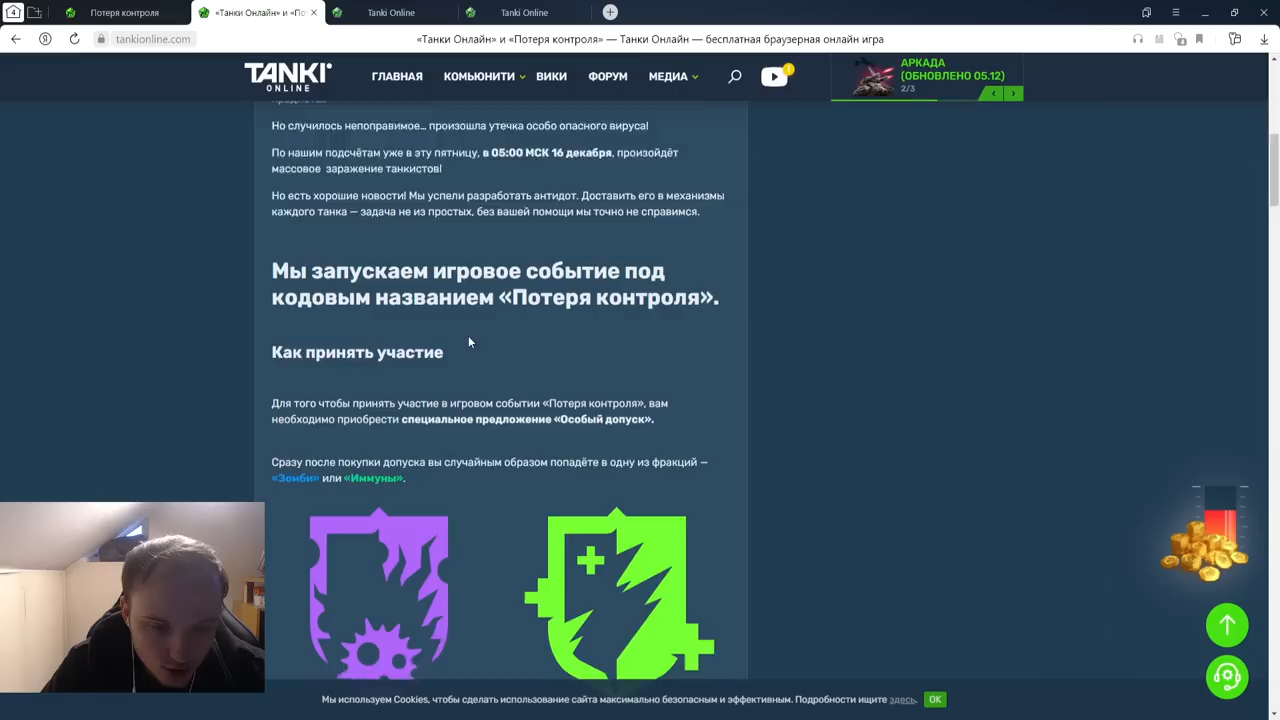 4
Потеря контроля
«Танки Онлайн» и «По
Tanki Online
Tanki Online
tankionline.com
«Танки Онлайн» и «Потеря контроля» — Танки Онлайн — бесплатная браузерная онлайн игра
TANKI
ONLINE
ГЛАВНАЯ
КОМЬЮНИТИ
ВИКИ
ФОРУМ
МЕДИА
!
АРКАДА
(ОБНОВЛЕНО 05.12)
2/3
Но случилось непоправимое… произошла утечка особо опасного вируса!
По нашим подсчётам уже в эту пятницу, в 05:00 МСК 16 декабря, произойдёт
массовое заражение танкистов!
Но есть хорошие новости! Мы успели разработать антидот. Доставить его в механизмы
каждого танка — задача не из простых, без вашей помощи мы точно не справимся.
Мы запускаем игровое событие под
кодовым названием «Потеря контроля».
Как принять участие
Для того чтобы принять участие в игровом событии «Потеря контроля», вам
необходимо приобрести специальное предложение «Особый допуск».
Сразу после покупки допуска вы случайным образом попадёте в одну из фракций —
«Зомби» или «Иммуны».
Мы используем Cookies, чтобы сделать использование сайта максимально безопасным и эффективным. Подробности ищите здесь.
OK